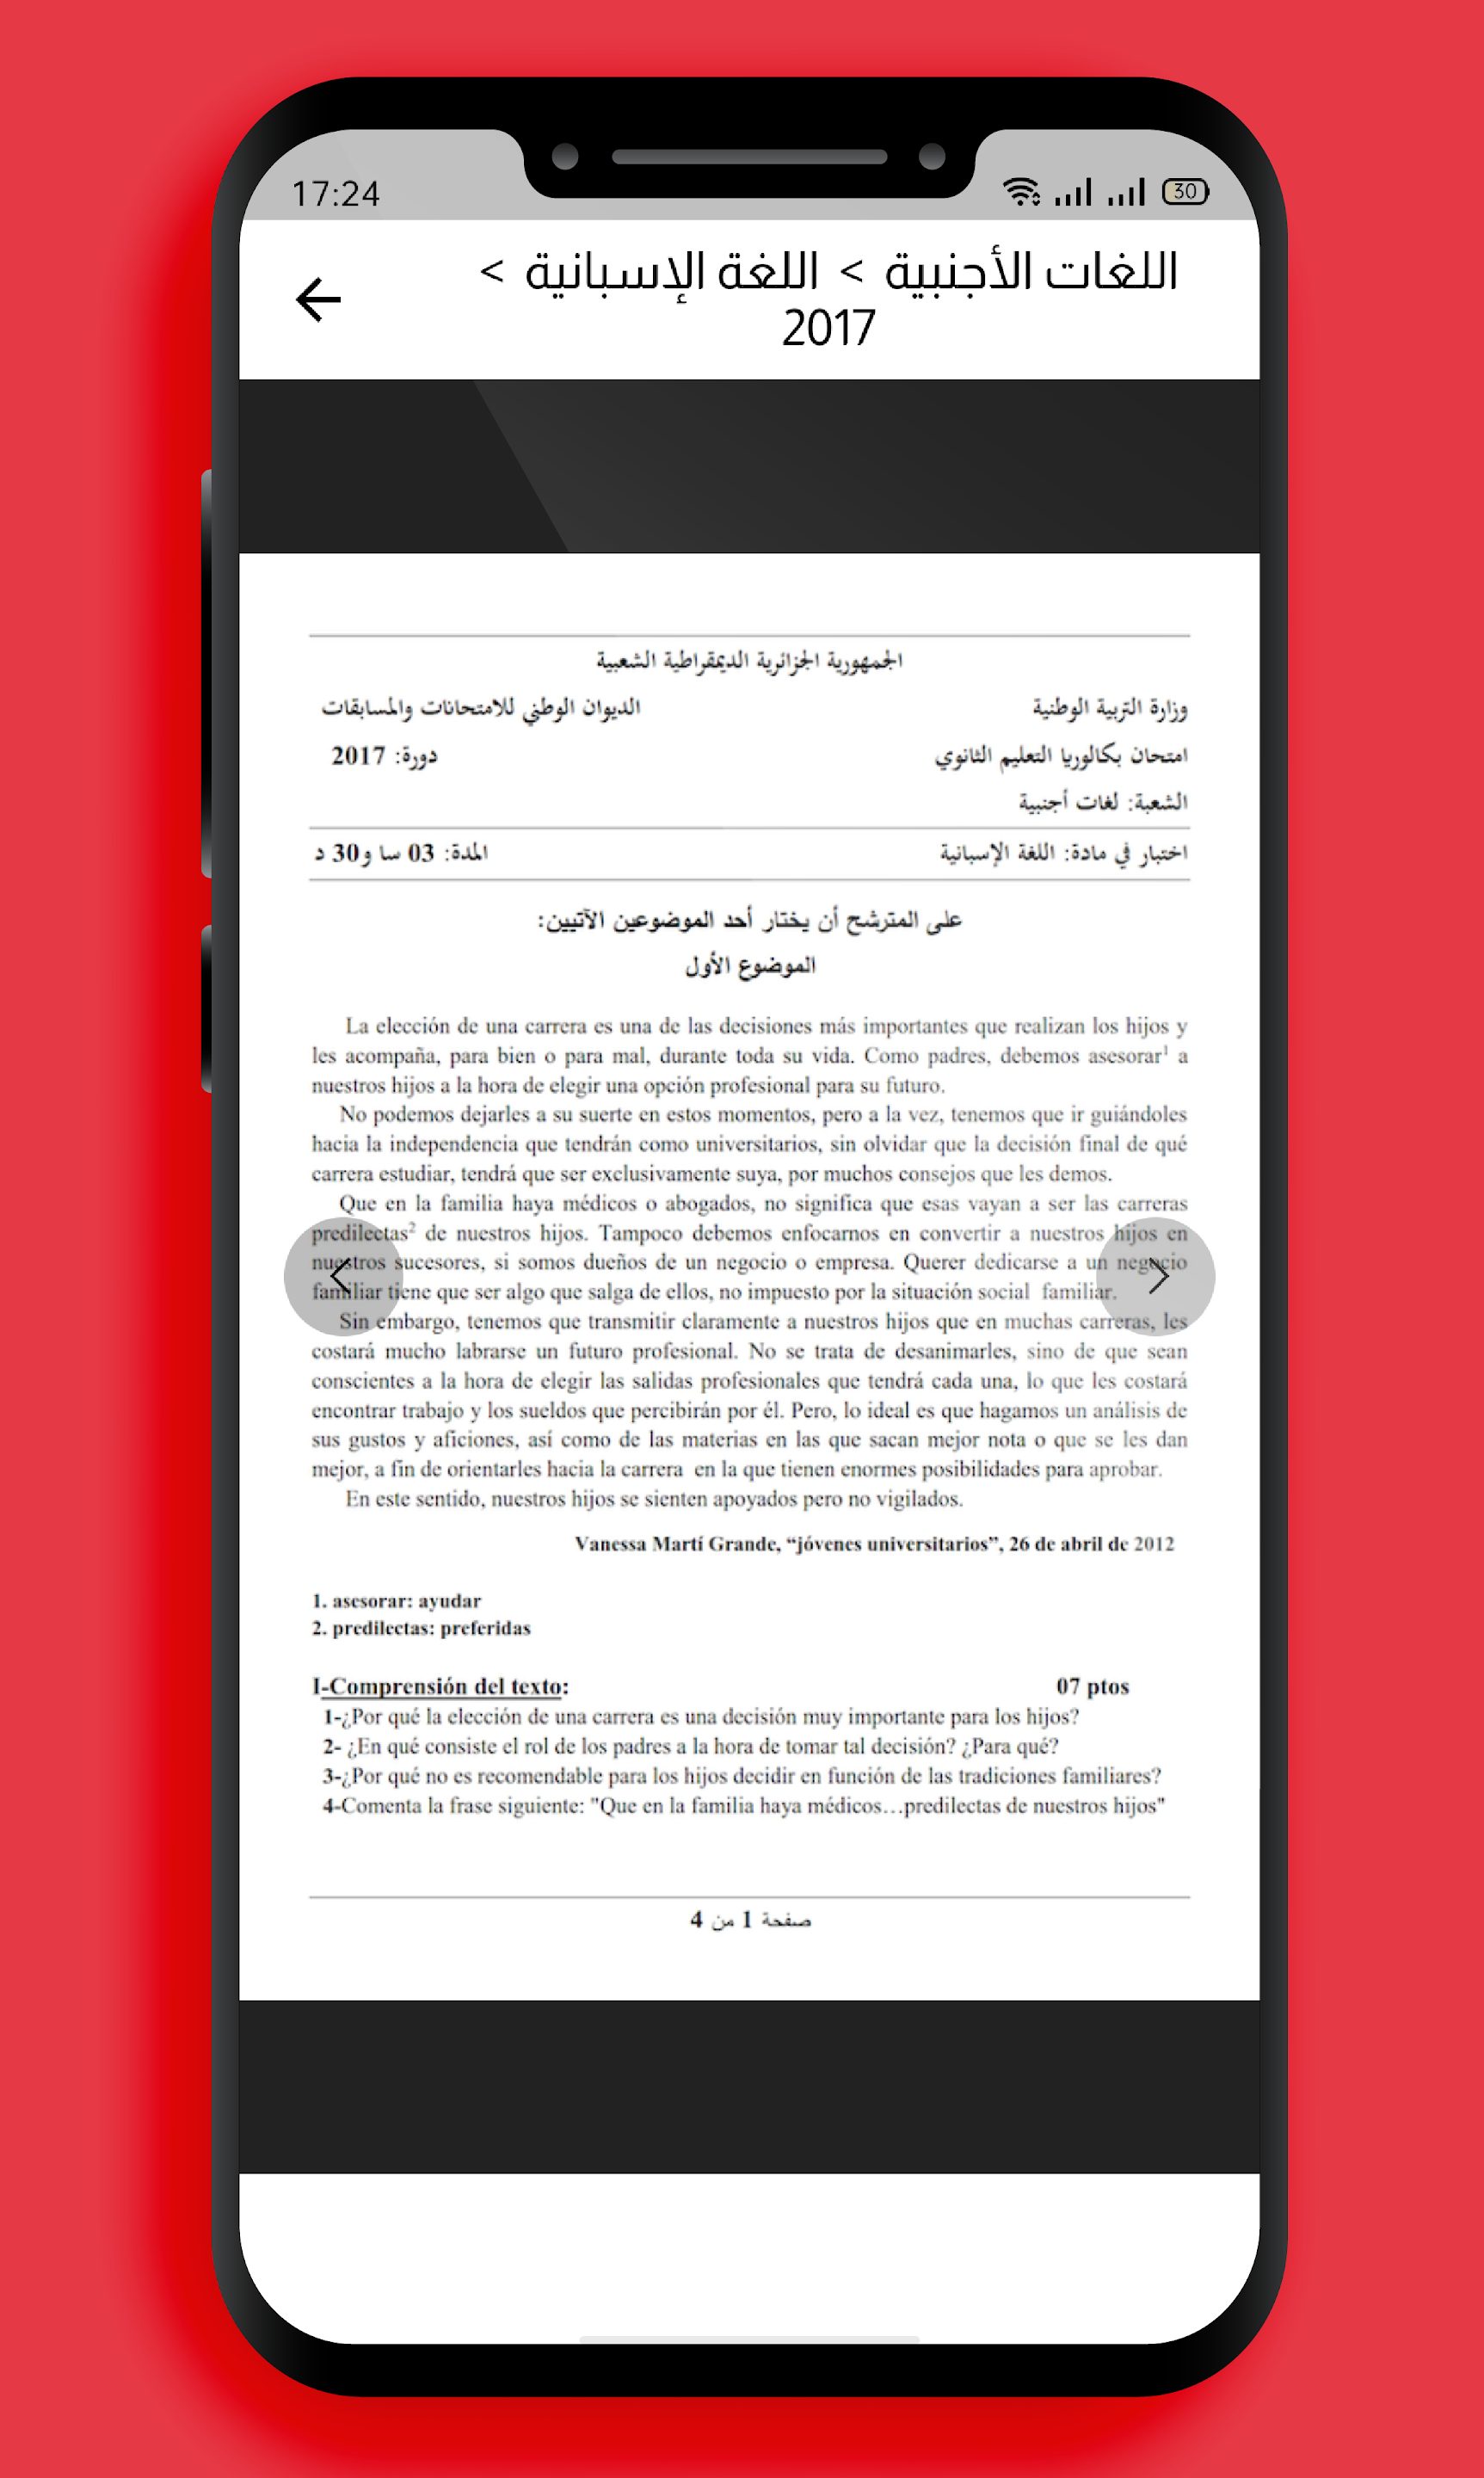 17:24
30
اللغات الأجنبية > اللغة الإسبانية >
2017
الجمهورية الجزائرية الديمقراطية الشعبية
وزارة التربية الوطنية الديوان الوطني للامتحانات والمسابقات
امتحان بكالوريا التعليم الثانوي دورة: 2017
الشعبة: لغات أجنبية
اختبار في مادة: اللغة الإسبانية المدة: 03 سا و30 د
على المترشح أن يختار أحد الموضوعين الآتيين:
الموضوع الأول
La elección de una carrera es una de las decisiones más importantes que realizan los hijos y
les acompaña, para bien o para mal, durante toda su vida. Como padres, debemos asesorar¹ a
nuestros hijos a la hora de elegir una opción profesional para su futuro.
No podemos dejarles a su suerte en estos momentos, pero a la vez, tenemos que ir guiándoles
hacia la independencia que tendrán como universitarios, sin olvidar que la decisión final de qué
carrera estudiar, tendrá que ser exclusivamente suya, por muchos consejos que les demos.
Que en la familia haya médicos o abogados, no significa que esas vayan a ser las carreras
predilectas² de nuestros hijos. Tampoco debemos enfocarnos en convertir a nuestros hijos en
nuestros sucesores, si somos dueños de un negocio o empresa. Querer dedicarse a un negocio
familiar tiene que ser algo que salga de ellos, no impuesto por la situación social familiar.
Sin embargo, tenemos que transmitir claramente a nuestros hijos que en muchas carreras, les
costará mucho labrarse un futuro profesional. No se trata de desanimarles, sino de que sean
conscientes a la hora de elegir las salidas profesionales que tendrá cada una, lo que les costará
encontrar trabajo y los sueldos que percibirán por él. Pero, lo ideal es que hagamos un análisis de
sus gustos y aficiones, así como de las materias en las que sacan mejor nota o que se les dan
mejor, a fin de orientarles hacia la carrera en la que tienen enormes posibilidades para aprobar.
En este sentido, nuestros hijos se sienten apoyados pero no vigilados.
Vanessa Martí Grande, “jóvenes universitarios”, 26 de abril de 2012
1. asesorar: ayudar
2. predilectas: preferidas
I-Comprensión del texto: 07 ptos
1-¿Por qué la elección de una carrera es una decisión muy importante para los hijos?
2- ¿En qué consiste el rol de los padres a la hora de tomar tal decisión? ¿Para qué?
3-¿Por qué no es recomendable para los hijos decidir en función de las tradiciones familiares?
4-Comenta la frase siguiente: "Que en la familia haya médicos…predilectas de nuestros hijos"
صفحة 1 من 4